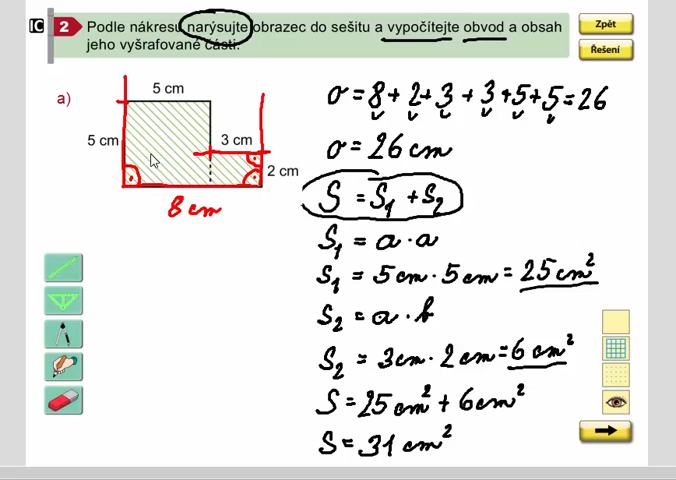 2 Podle nákresu narýsujte obrazec do sešitu a vypočítejte obvod a obsah
jeho vyšrafované části.
Zpět
Řešení
a)
5 cm
5 cm
3 cm
2 cm
8 cm
σ = 8 + 2 + 3 + 3 + 5 + 5 = 26
σ = 26 cm
S = S₁ + S₂
S₁ = a · a
S₁ = 5 cm · 5 cm = 25 cm²
S₂ = a · b
S₂ = 3 cm · 2 cm = 6 cm²
S = 25 cm² + 6 cm²
S = 31 cm²